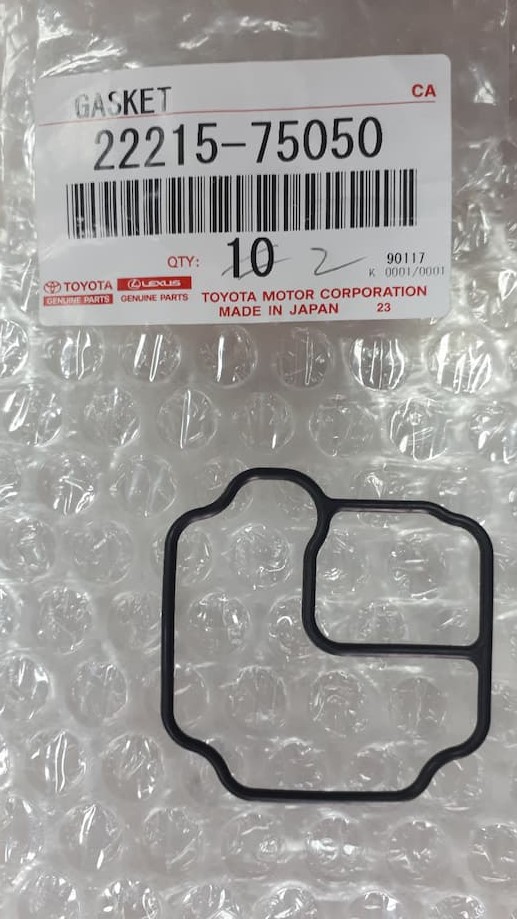 GASKET CA
22215-75050
QTY: 10 2 90117
K 0001/0001
TOYOTA LEXUS
GENUINE PARTS GENUINE PARTS
TOYOTA MOTOR CORPORATION
MADE IN JAPAN 23